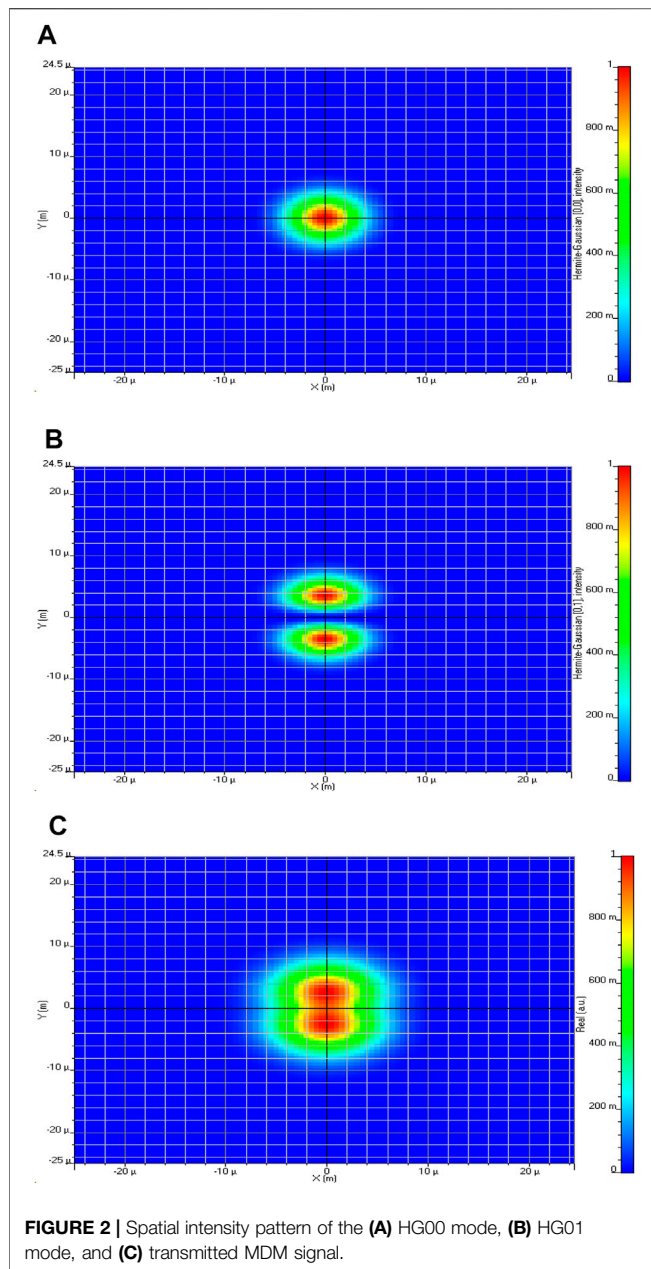 A
24.5 µ
20 µ
10 µ
0
-10 µ
-20 µ
-25 µ
Y (m)
-20 µ
-10 µ
0
10 µ
20 µ
X (m)
1
800 m
600 m
400 m
200 m
0
Hermite-Gaussian [0,0], intensity
B
24.5 µ
20 µ
10 µ
0
-10 µ
-20 µ
-25 µ
Y (m)
-20 µ
-10 µ
0
10 µ
20 µ
X (m)
1
800 m
600 m
400 m
200 m
0
Hermite-Gaussian [0,1], intensity
C
24.5 µ
20 µ
10 µ
0
-10 µ
-20 µ
-25 µ
Y (m)
-20 µ
-10 µ
0
10 µ
20 µ
X (m)
1
800 m
600 m
400 m
200 m
0
Real (a.u.)
FIGURE 2 | Spatial intensity pattern of the (A) HG00 mode, (B) HG01
mode, and (C) transmitted MDM signal.